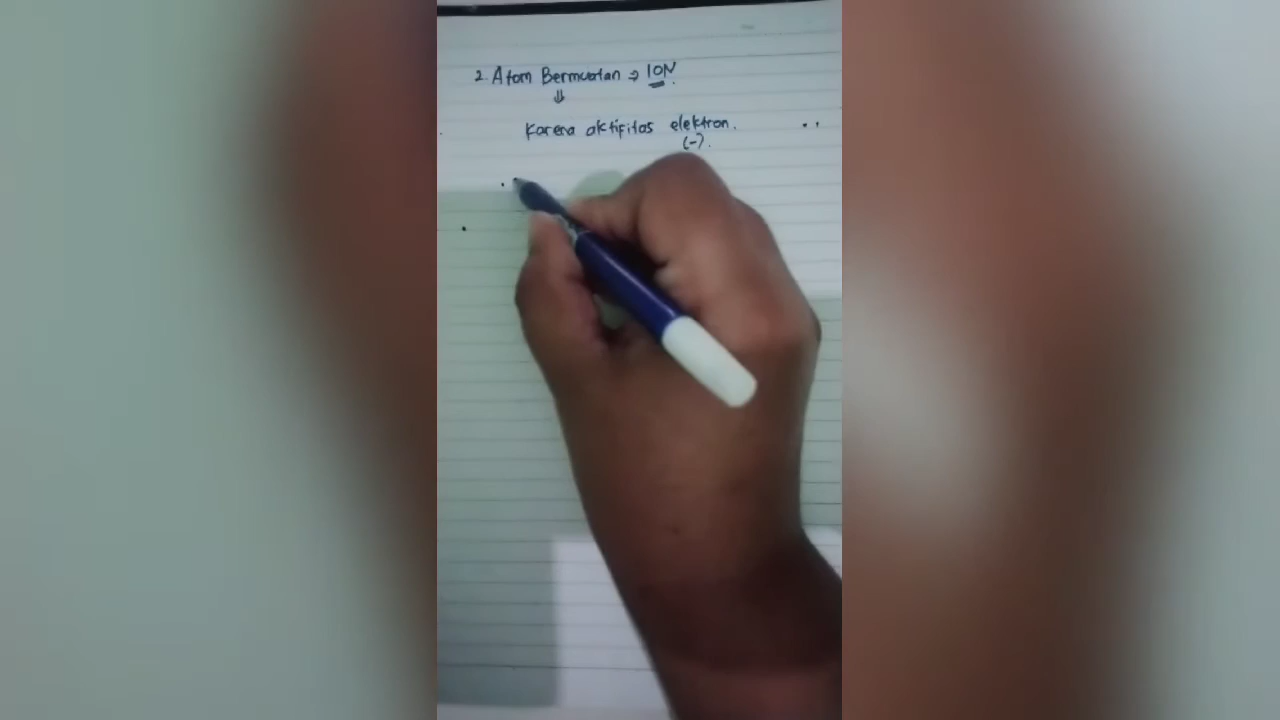 2. Atom Bermuatan ⇒ ION.
⇓
Karena aktifitas elektron.
(-).